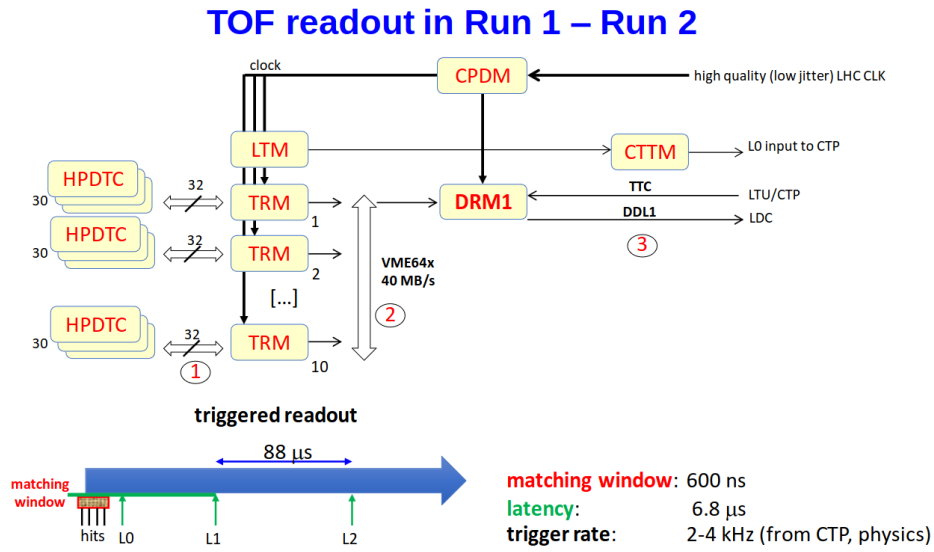 TOF readout in Run 1 – Run 2
clock
CPDM
high quality (low jitter) LHC CLK
LTM
CTTM
L0 input to CTP
HPDTC
30
32
TRM
1
DRM1
TTC
LTU/CTP
DDL1
LDC
3
HPDTC
30
32
TRM
2
VME64x
40 MB/s
[...]
2
HPDTC
30
32
TRM
10
1
triggered readout
88 μs
matching
window
hits
L0
L1
L2
matching window: 600 ns
latency: 6.8 μs
trigger rate: 2-4 kHz (from CTP, physics)